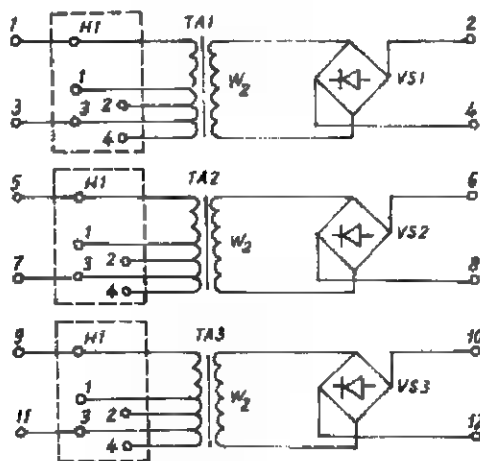 1 H1 TA1 2
1
W2 VS1
3 3 2 4
4
5 H1 TA2 6
1
W2 VS2
7 3 2 8
4
9 H1 TA3 10
1
W2 VS3
11 3 2 12
4